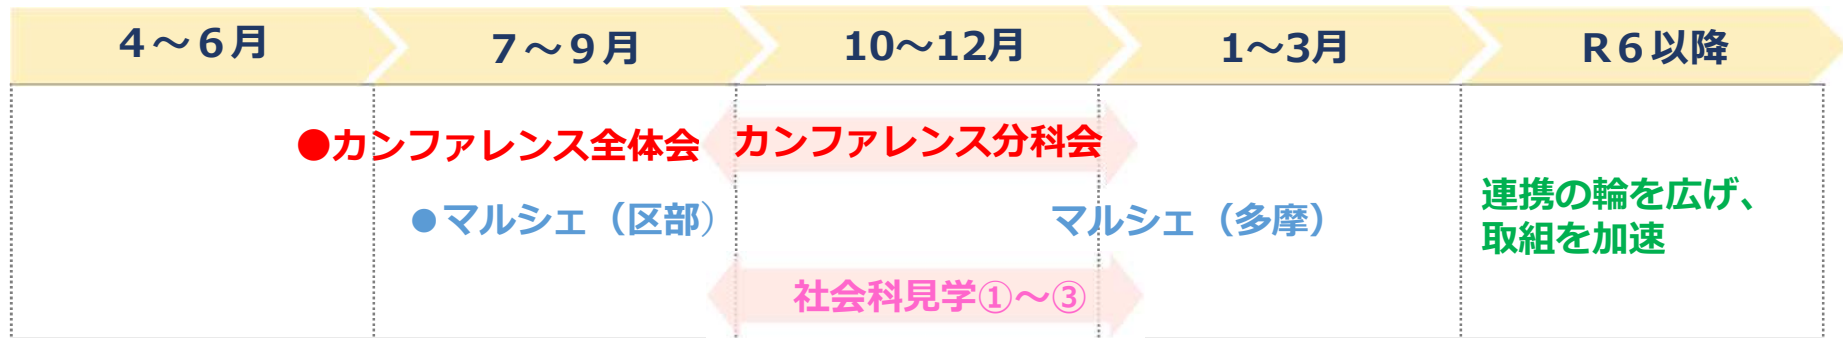 ４～６月
７～９月
10～12月
1～3月
R６以降
●カンファレンス全体会
カンファレンス分科会
●マルシェ（区部）
マルシェ（多摩）
連携の輪を広げ、
取組を加速
社会科見学①～③